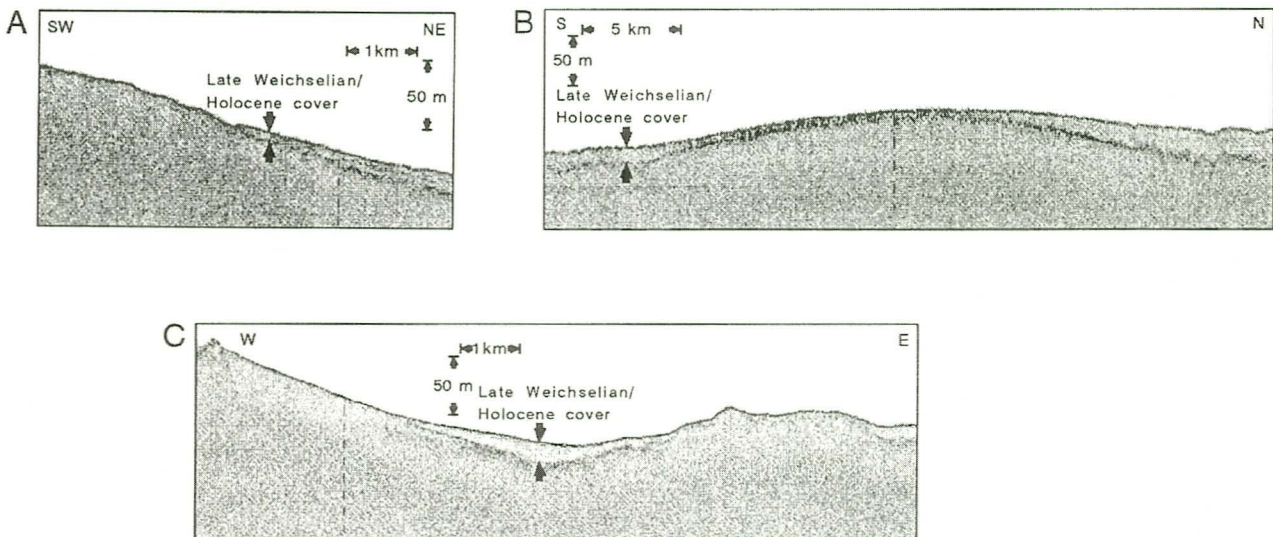 A
SW
NE
1km
50 m
Late Weichselian/
Holocene cover
B
S
5 km
N
50 m
Late Weichselian/
Holocene cover
C
W
E
1km
50 m
Late Weichselian/
Holocene cover